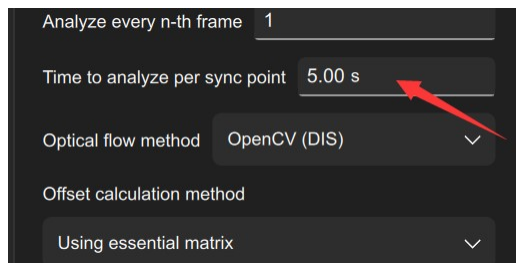 Analyze every n-th frame 1
Time to analyze per sync point 5.00 s
Optical flow method OpenCV (DIS)
Offset calculation method
Using essential matrix